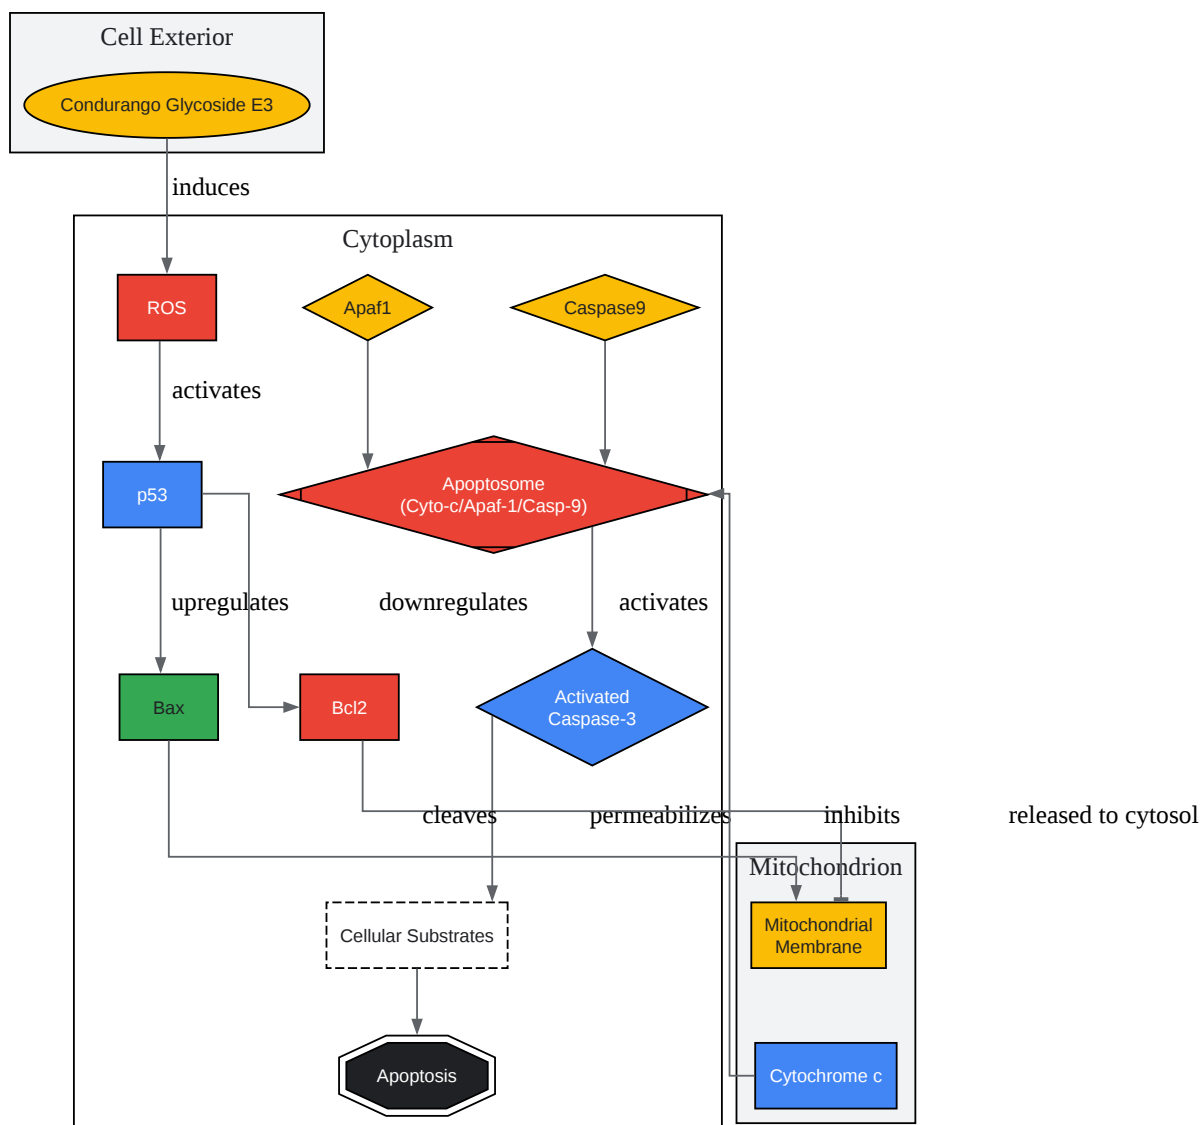 Cell Exterior
Condurango Glycoside E3
induces
Cytoplasm
ROS
Apaf1
Caspase9
activates
p53
Apoptosome
(Cyto-c/Apaf-1/Casp-9)
upregulates
downregulates
activates
Bax
Bcl2
Activated
Caspase-3
cleaves
permeabilizes
inhibits
released to cytosol
Mitochondrion
Cellular Substrates
Mitochondrial
Membrane
Apoptosis
Cytochrome c